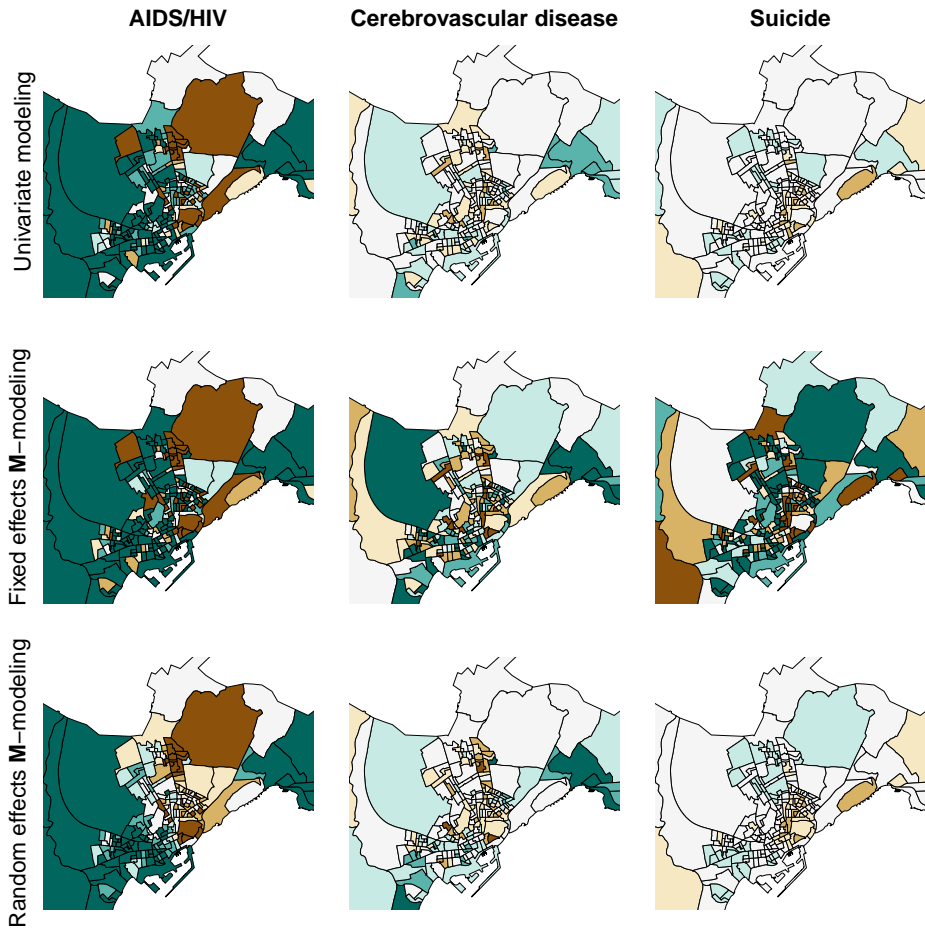 AIDS/HIV
Cerebrovascular disease
Suicide
Univariate modeling
Fixed effects M−modeling
Random effects M−modeling